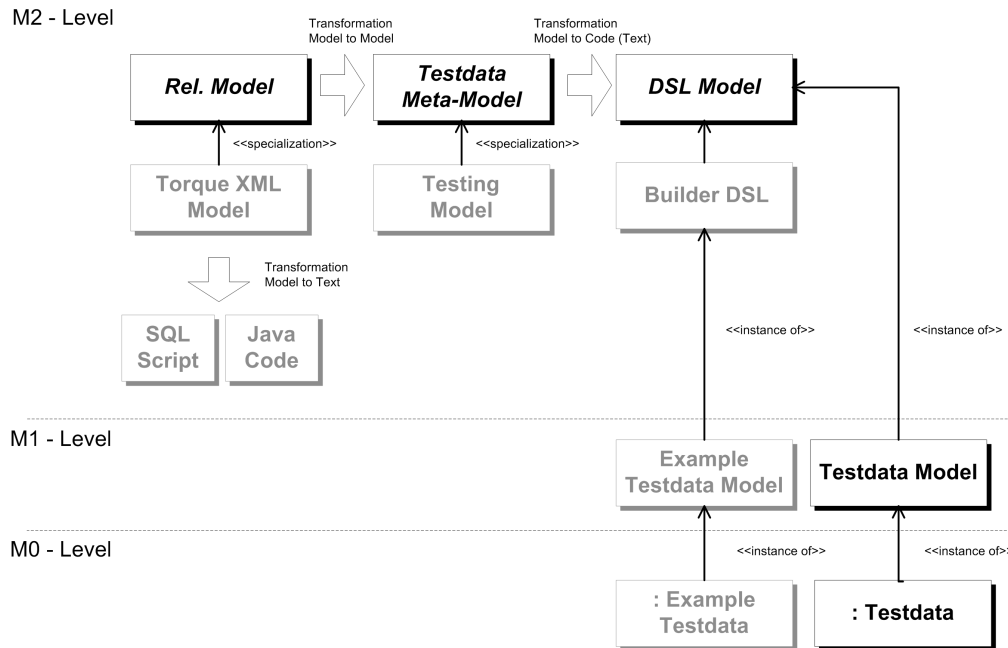 M2 - Level
Transformation
Model to Model
Transformation
Model to Code (Text)
Rel. Model
Testdata
Meta-Model
DSL Model
<<specialization>>
<<specialization>>
Torque XML
Model
Testing
Model
Builder DSL
Transformation
Model to Text
SQL
Script
Java
Code
<<instance of>>
<<instance of>>
M1 - Level
Example
Testdata Model
Testdata Model
M0 - Level
<<instance of>>
<<instance of>
: Example
Testdata
: Testdata